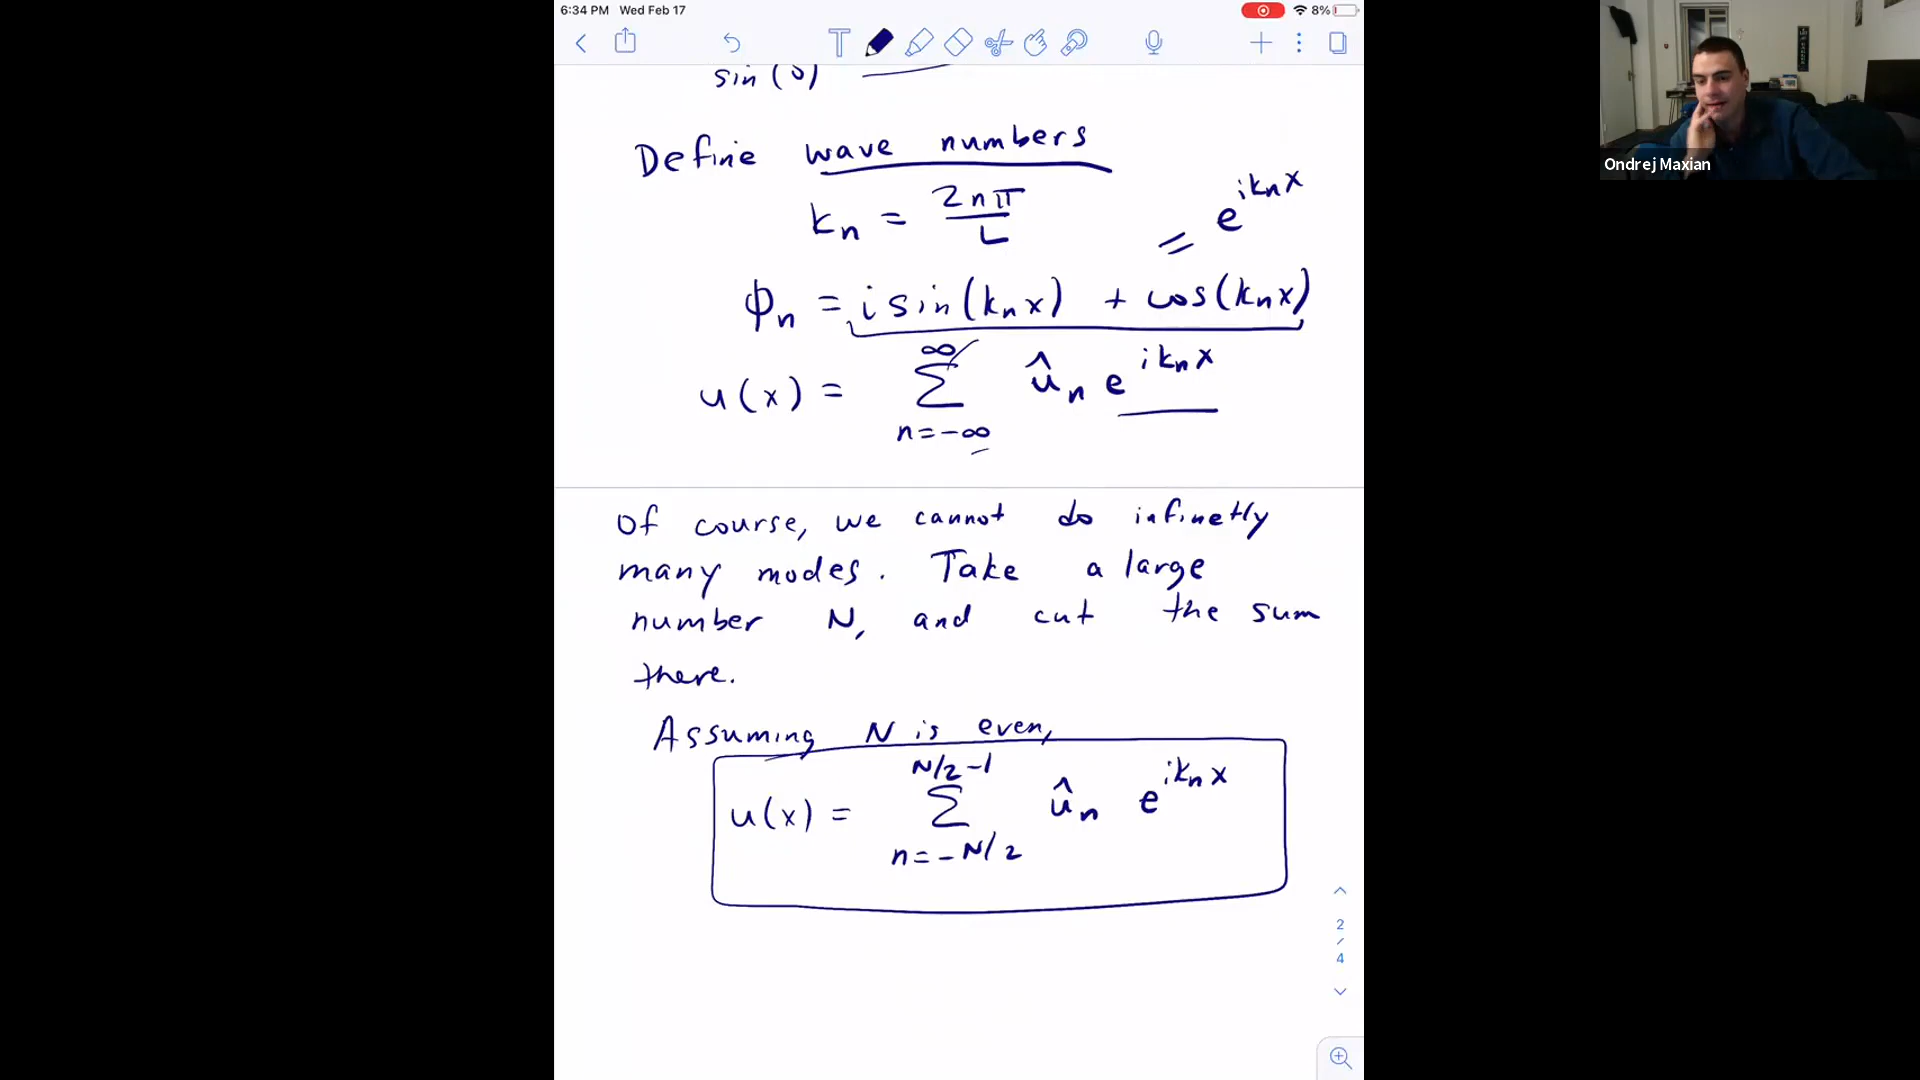 6:34 PM Wed Feb 17
8%
sin (0)
Define wave numbers
kn = 2nπ/L
= e^{iknx}
ϕn = i sin(knx) + cos(knx)
u(x) = ∑_{n=-∞}^{∞} ûn e^{iknx}
Of course, we cannot do infinetly
many modes. Take a large
number N, and cut the sum
there.
Assuming N is even,
u(x) = ∑_{n=-N/2}^{N/2-1} ûn e^{iknx}
2
/
4
Ondrej Maxian